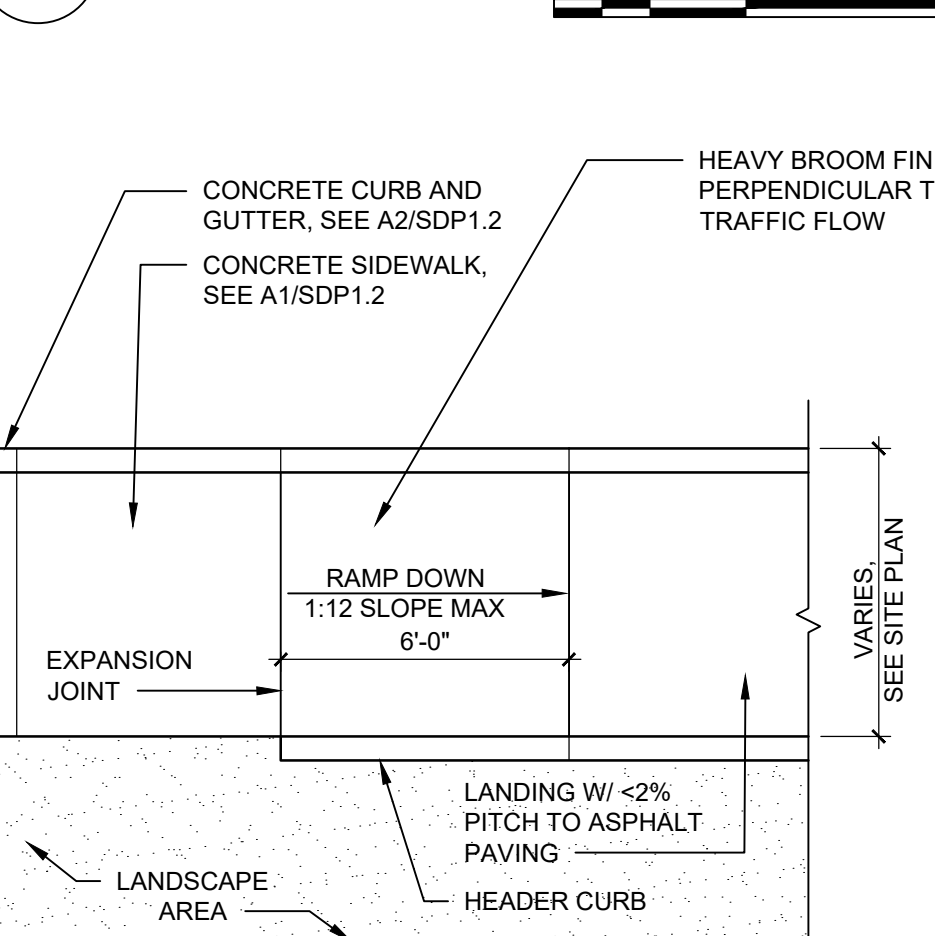 CONCRETE CURB AND
GUTTER, SEE A2/SDP1.2
CONCRETE SIDEWALK,
SEE A1/SDP1.2
HEAVY BROOM FIN
PERPENDICULAR T
TRAFFIC FLOW
RAMP DOWN
1:12 SLOPE MAX
6'-0"
EXPANSION
JOINT
VARIES,
SEE SITE PLAN
LANDING W/ <2%
PITCH TO ASPHALT
PAVING
HEADER CURB
LANDSCAPE
AREA